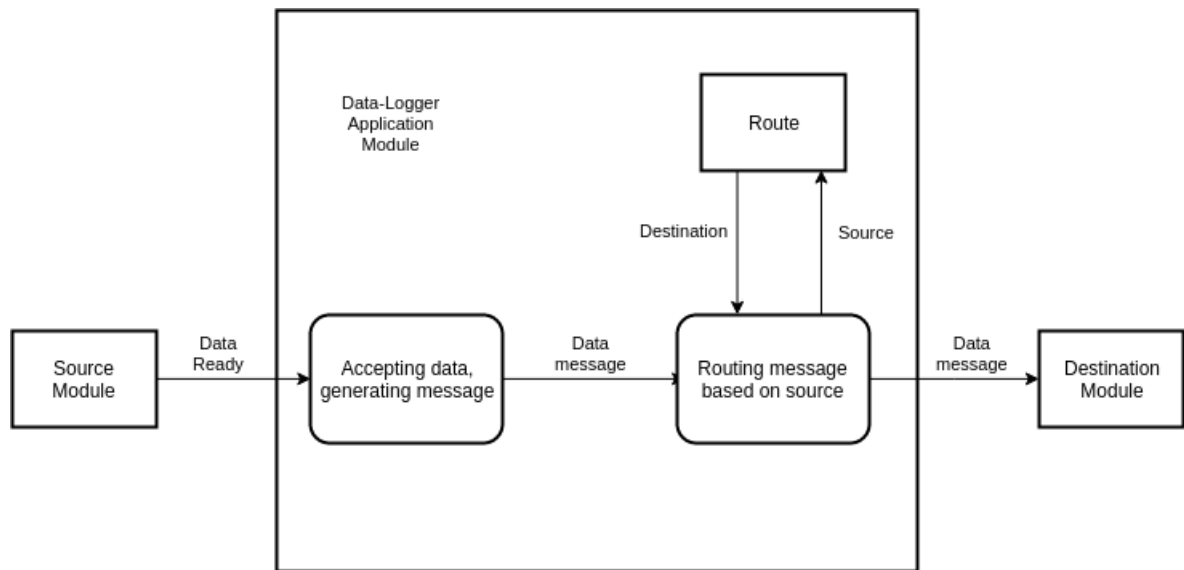 Data-Logger
Application
Module
Route
Destination
Source
Source
Module
Data
Ready
Accepting data,
generating message
Data
message
Routing message
based on source
Data
message
Destination
Module